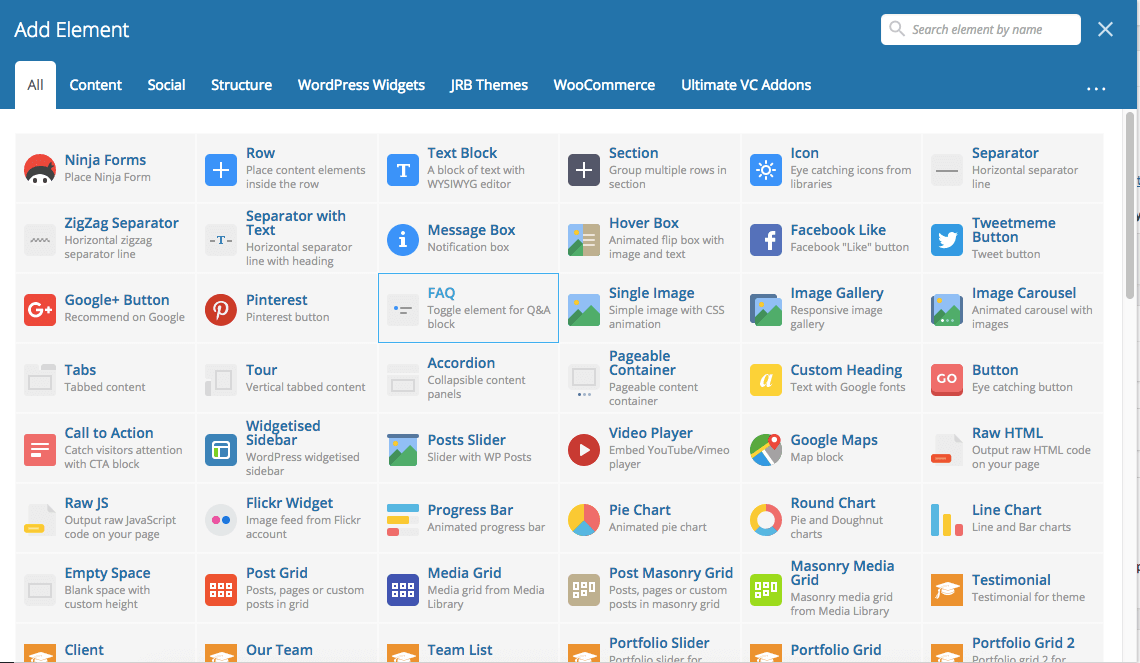 Add Element
Search element by name
All
Content
Social
Structure
WordPress Widgets
JRB Themes
WooCommerce
Ultimate VC Addons
...
Ninja Forms
Place Ninja Form
Row
Place content elements
inside the row
T
Text Block
A block of text with
WYSIWYG editor
Section
Group multiple rows in
section
Icon
Eye catching icons from
libraries
Separator
Horizontal separator
line
ZigZag Separator
Horizontal zigzag
separator line
-T-
Separator with
Text
Horizontal separator
line with heading
i
Message Box
Notification box
Hover Box
Animated flip box with
image and text
f
Facebook Like
Facebook "Like" button
Tweetmeme
Button
Tweet button
G+
Google+ Button
Recommend on Google
Pinterest
Pinterest button
FAQ
Toggle element for Q&A
block
Single Image
Simple image with CSS
animation
Image Gallery
Responsive image
gallery
Image Carousel
Animated carousel with
images
Tabs
Tabbed content
Tour
Vertical tabbed content
Accordion
Collapsible content
panels
Pageable
Container
Pageable content
container
a
Custom Heading
Text with Google fonts
GO
Button
Eye catching button
Call to Action
Catch visitors attention
with CTA block
Widgetised
Sidebar
WordPress widgetised
sidebar
Posts Slider
Slider with WP Posts
Video Player
Embed YouTube/Vimeo
player
Google Maps
Map block
Raw HTML
Output raw HTML code
on your page
Raw JS
Output raw JavaScript
code on your page
Flickr Widget
Image feed from Flickr
account
Progress Bar
Animated progress bar
Pie Chart
Animated pie chart
Round Chart
Pie and Doughnut
charts
Line Chart
Line and Bar charts
Empty Space
Blank space with
custom height
Post Grid
Posts, pages or custom
posts in grid
Media Grid
Media grid from Media
Library
Post Masonry Grid
Posts, pages or custom
posts in masonry grid
Masonry Media
Grid
Masonry media grid
from Media Library
Testimonial
Testimonial for theme
Client
Our Team
Team List
Portfolio Slider
Portfolio slider for
Portfolio Grid
Portfolio Grid 2
Portfolio grid 2 for